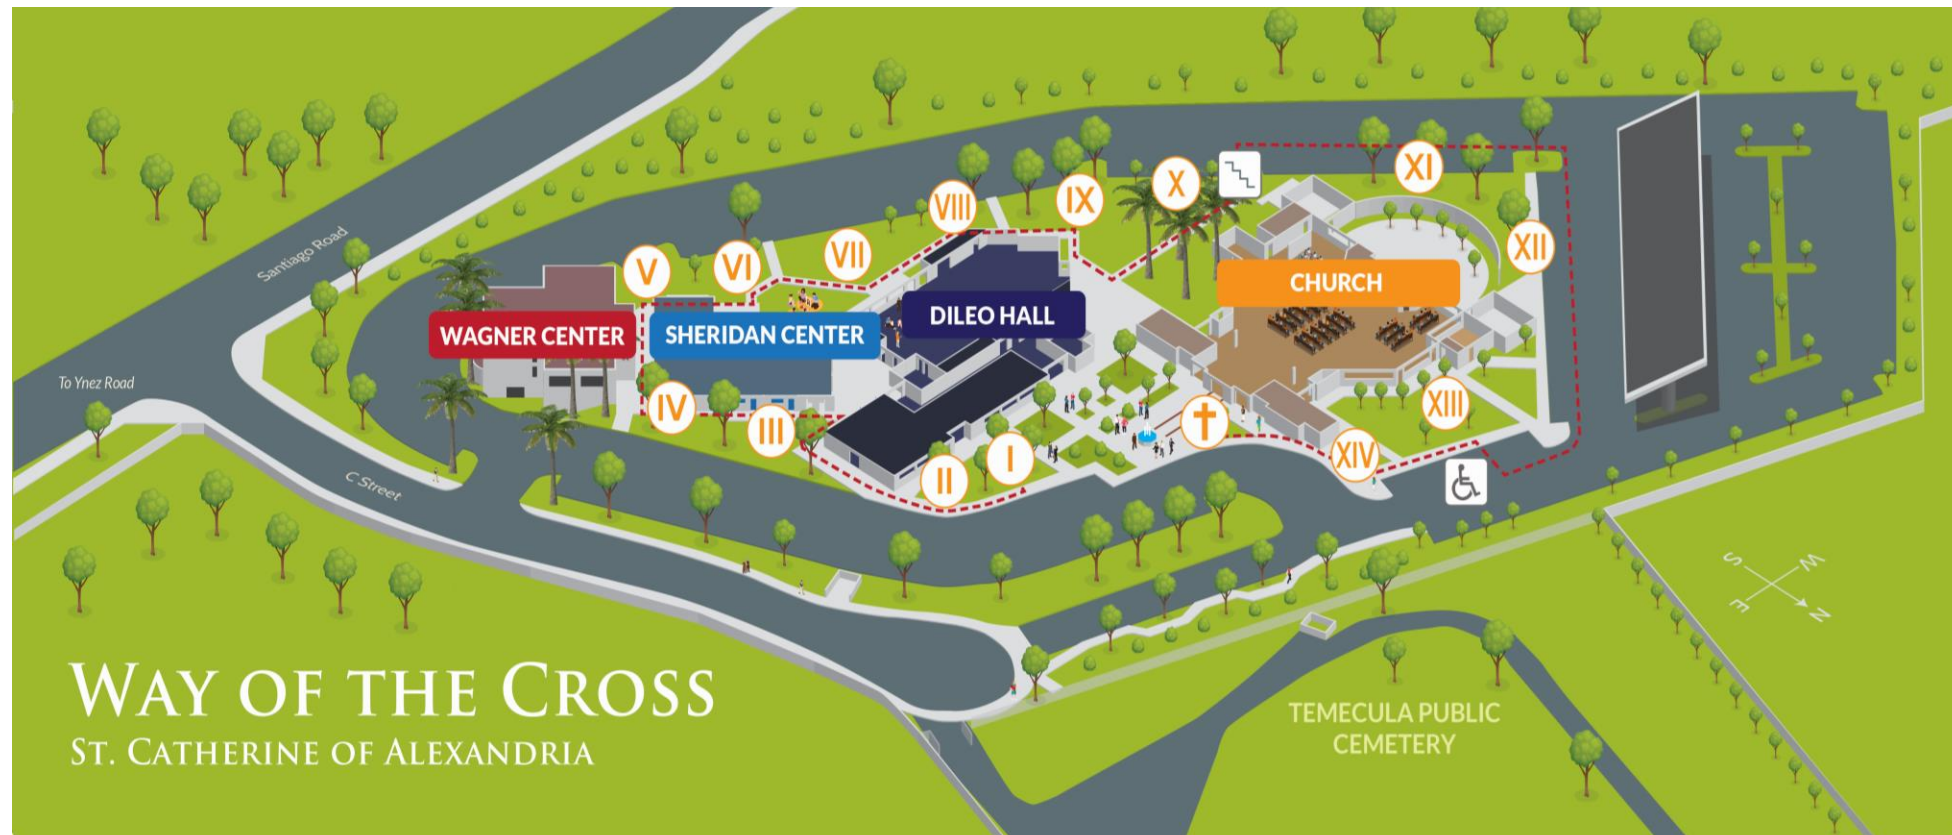 Santiago Road
To Ynez Road
C Street
V
VI
VII
VIII
IX
X
XI
XII
WAGNER CENTER
SHERIDAN CENTER
DILEO HALL
CHURCH
IV
III
II
I
XIV
XIII
S
W
E
N
WAY OF THE CROSS
ST. CATHERINE OF ALEXANDRIA
TEMECULA PUBLIC
CEMETERY